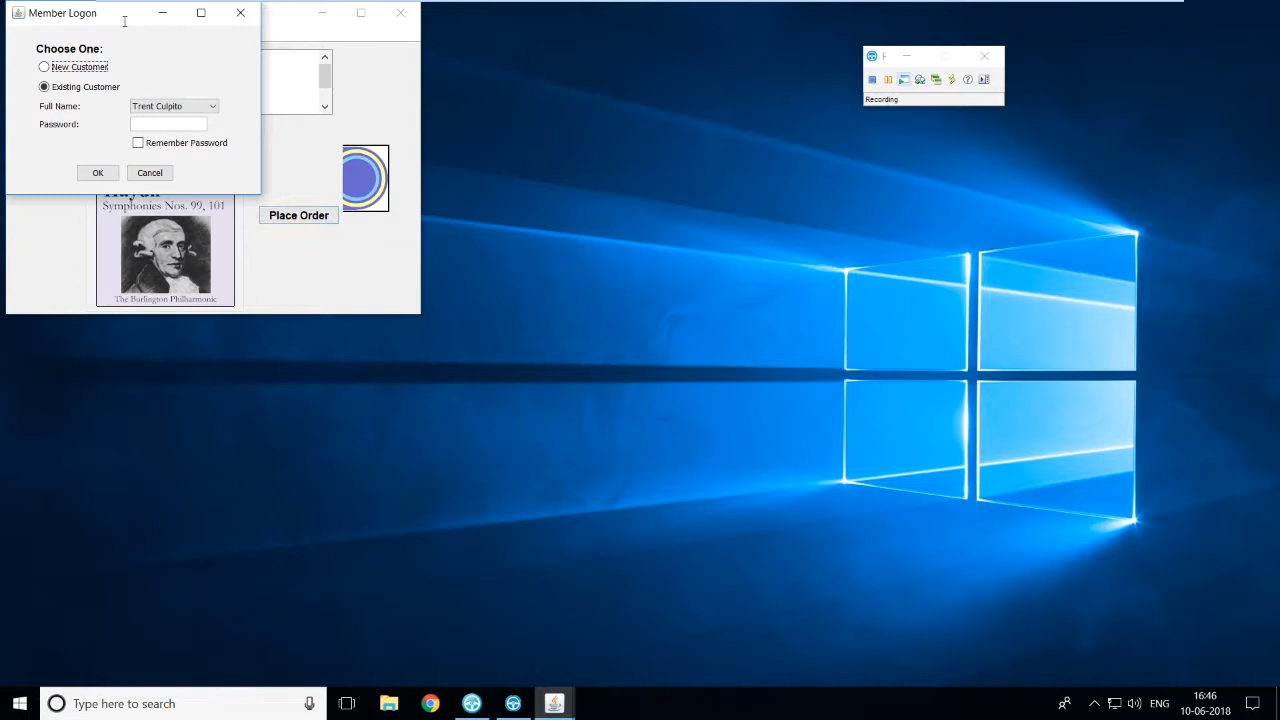 Member Logon
Choose One:
New Customer
Existing Customer
Full Name:
Trent Culpito
Password:
Remember Password
OK
Cancel
Symphonies Nos. 99, 101
The Burlington Philharmonic
Place Order
F
Recording
Type here to search
ENG
16:46
10-06-2018